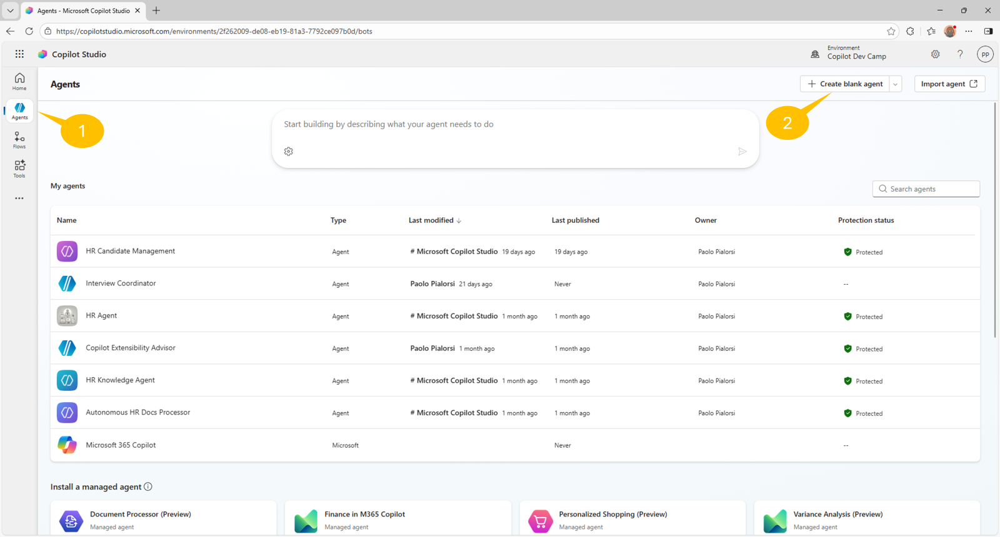 Agents - Microsoft Copilot Studio
https://copilotstudio.microsoft.com/environments/2f262009-de08-eb19-81a3-7792ce097b0d/bots
Copilot Studio
Environment
Copilot Dev Camp
PP
Home
Agents
Flows
Tools
Agents
Create blank agent
Import agent
1
2
Start building by describing what your agent needs to do
My agents
Search agents
Name Type Last modified Last published Owner Protection status
HR Candidate Management Agent # Microsoft Copilot Studio 19 days ago 19 days ago Paolo Pialorsi Protected
Interview Coordinator Agent Paolo Pialorsi 21 days ago Never Paolo Pialorsi --
HR Agent Agent # Microsoft Copilot Studio 1 month ago 1 month ago Paolo Pialorsi Protected
Copilot Extensibility Advisor Agent Paolo Pialorsi 1 month ago 1 month ago Paolo Pialorsi Protected
HR Knowledge Agent Agent # Microsoft Copilot Studio 1 month ago 1 month ago Paolo Pialorsi Protected
Autonomous HR Docs Processor Agent # Microsoft Copilot Studio 1 month ago 1 month ago Paolo Pialorsi Protected
Microsoft 365 Copilot Microsoft Never --
Install a managed agent
Document Processor (Preview)
Managed agent
Finance in M365 Copilot
Managed agent
Personalized Shopping (Preview)
Managed agent
Variance Analysis (Preview)
Managed agent